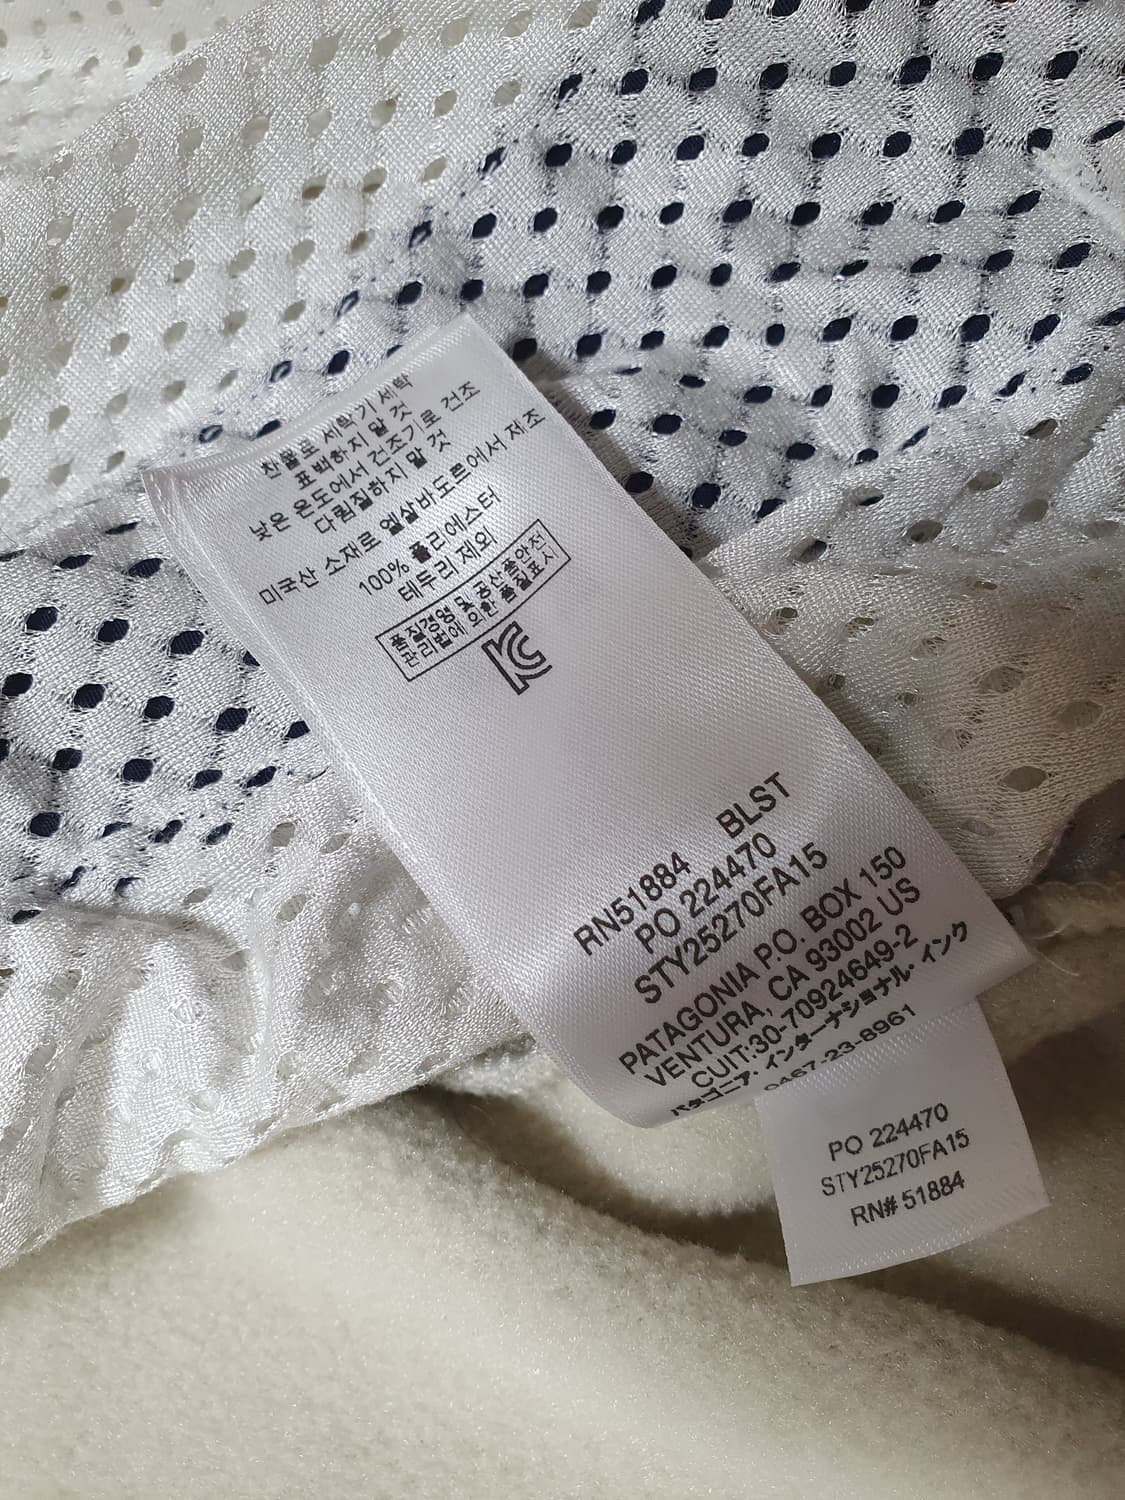 찬물로 세탁기 세탁
표백하지 말 것
낮은 온도에서 건조기로 건조
다림질하지 말 것
미국산 소재로 엘살바도르에서 제조
100% 폴리에스터
테두리 제외
품질경영 및 공산품안전
관리법에 의한 품질표시
RN51884 BLST
PO 224470
STY25270FA15
PATAGONIA P.O. BOX 150
VENTURA, CA 93002 US
CUIT:30-70924649-2
パタゴニア・インターナショナル・インク
0467-23-8961
PO 224470
STY25270FA15
RN# 51884